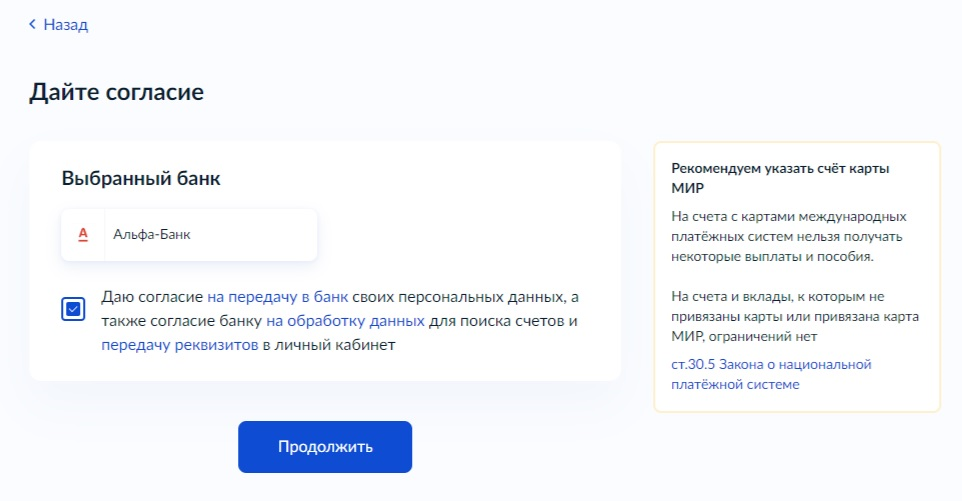 Назад
Дайте согласие
Выбранный банк
А Альфа-Банк
Даю согласие на передачу в банк своих персональных данных, а
также согласие банку на обработку данных для поиска счетов и
передачу реквизитов в личный кабинет
Продолжить
Рекомендуем указать счёт карты
МИР
На счета с картами международных
платёжных систем нельзя получать
некоторые выплаты и пособия.
На счета и вклады, к которым не
привязаны карты или привязана карта
МИР, ограничений нет
ст.30.5 Закона о национальной
платёжной системе